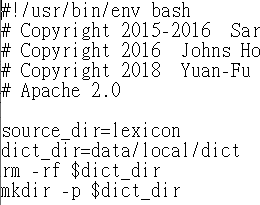 #!/usr/bin/env bash
# Copyright 2015-2016  Sar
# Copyright 2016  Johns Ho
# Copyright 2018  Yuan-Fu
# Apache 2.0

source_dir=lexicon
dict_dir=data/local/dict
rm -rf $dict_dir
mkdir -p $dict_dir